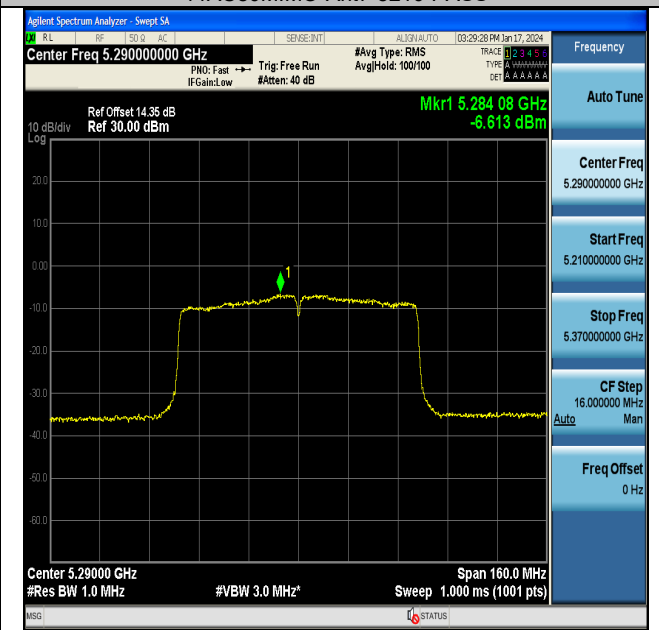 Agilent Spectrum Analyzer - Swept SA
RL RF 50 Ω AC SENSE:INT ALIGN AUTO 03:29:28 PM Jan 17, 2024
Center Freq 5.290000000 GHz
#Avg Type: RMS
TRACE 1 2 3 4 5 6
PNO: Fast
Trig: Free Run
Avg|Hold: 100/100
TYPE A
IFGain:Low
#Atten: 40 dB
DET A A A A A A
Mkr1 5.284 08 GHz
-6.613 dBm
Ref Offset 14.35 dB
10 dB/div Ref 30.00 dBm
Log
20.0
10.0
0.00
1
-10.0
-20.0
-30.0
-40.0
-50.0
-60.0
Center 5.29000 GHz Span 160.0 MHz
#Res BW 1.0 MHz #VBW 3.0 MHz* Sweep 1.000 ms (1001 pts)
MSG STATUS
Frequency
Auto Tune
Center Freq
5.290000000 GHz
Start Freq
5.210000000 GHz
Stop Freq
5.370000000 GHz
CF Step
16.000000 MHz
Auto Man
Freq Offset
0 Hz